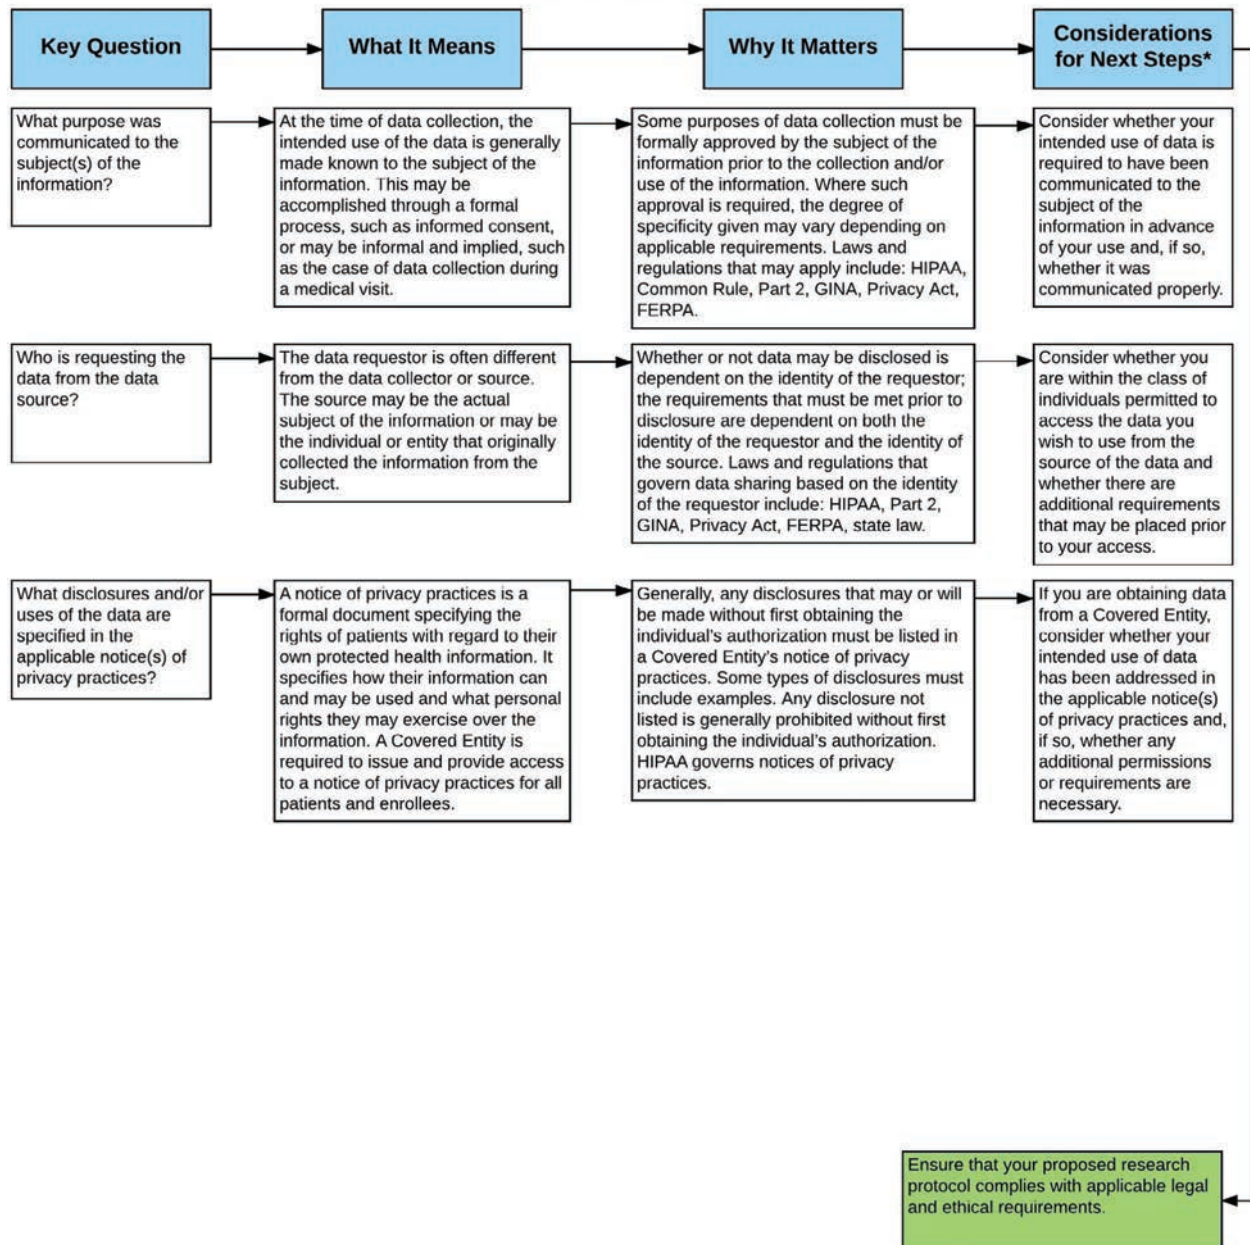 Key Question
What It Means
Why It Matters
Considerations
for Next Steps*
What purpose was
communicated to the
subject(s) of the
information?
At the time of data collection, the
intended use of the data is generally
made known to the subject of the
information. This may be
accomplished through a formal
process, such as informed consent,
or may be informal and implied, such
as the case of data collection during
a medical visit.
Some purposes of data collection must be
formally approved by the subject of the
information prior to the collection and/or
use of the information. Where such
approval is required, the degree of
specificity given may vary depending on
applicable requirements. Laws and
regulations that may apply include: HIPAA,
Common Rule, Part 2, GINA, Privacy Act,
FERPA.
Consider whether your
intended use of data is
required to have been
communicated to the
subject of the
information in advance
of your use and, if so,
whether it was
communicated properly.
Who is requesting the
data from the data
source?
The data requestor is often different
from the data collector or source.
The source may be the actual
subject of the information or may be
the individual or entity that originally
collected the information from the
subject.
Whether or not data may be disclosed is
dependent on the identity of the requestor;
the requirements that must be met prior to
disclosure are dependent on both the
identity of the requestor and the identity of
the source. Laws and regulations that
govern data sharing based on the identity
of the requestor include: HIPAA, Part 2,
GINA, Privacy Act, FERPA, state law.
Consider whether you
are within the class of
individuals permitted to
access the data you
wish to use from the
source of the data and
whether there are
additional requirements
that may be placed prior
to your access.
What disclosures and/or
uses of the data are
specified in the
applicable notice(s) of
privacy practices?
A notice of privacy practices is a
formal document specifying the
rights of patients with regard to their
own protected health information. It
specifies how their information can
and may be used and what personal
rights they may exercise over the
information. A Covered Entity is
required to issue and provide access
to a notice of privacy practices for all
patients and enrollees.
Generally, any disclosures that may or will
be made without first obtaining the
individual's authorization must be listed in
a Covered Entity's notice of privacy
practices. Some types of disclosures must
include examples. Any disclosure not
listed is generally prohibited without first
obtaining the individual's authorization.
HIPAA governs notices of privacy
practices.
If you are obtaining data
from a Covered Entity,
consider whether your
intended use of data
has been addressed in
the applicable notice(s)
of privacy practices and,
if so, whether any
additional permissions
or requirements are
necessary.
Ensure that your proposed research
protocol complies with applicable legal
and ethical requirements.